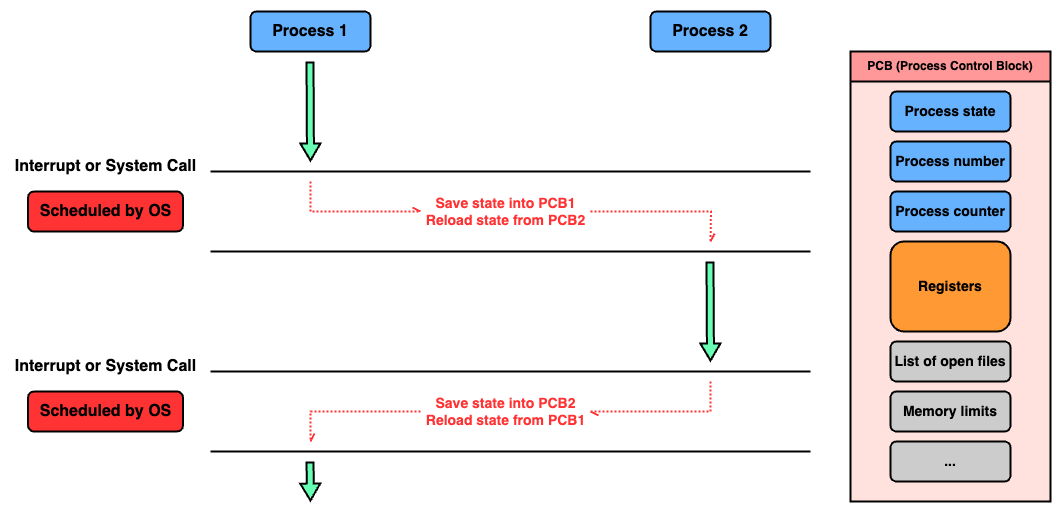 Process 1
Process 2
Interrupt or System Call
Scheduled by OS
Save state into PCB1
Reload state from PCB2
Interrupt or System Call
Scheduled by OS
Save state into PCB2
Reload state from PCB1
PCB (Process Control Block)
Process state
Process number
Process counter
Registers
List of open files
Memory limits
...